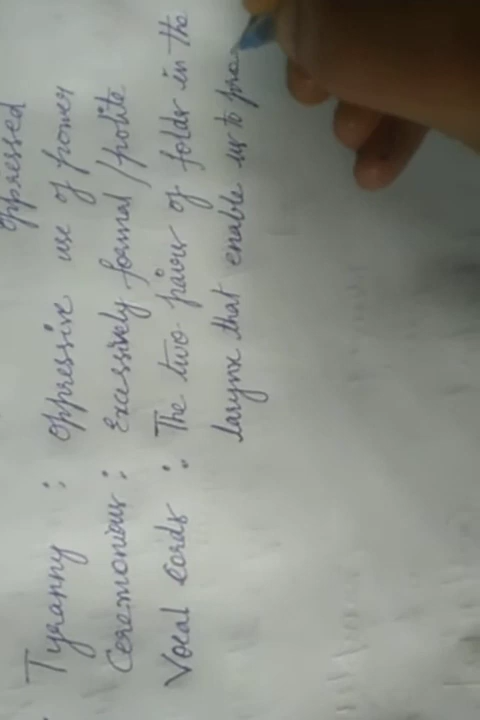 oppressed
Tyranny : oppressive use of power
Ceremonious : Excessively formal / polite
Vocal cords : The two pairs of folds in the
larynx that enable us to pro